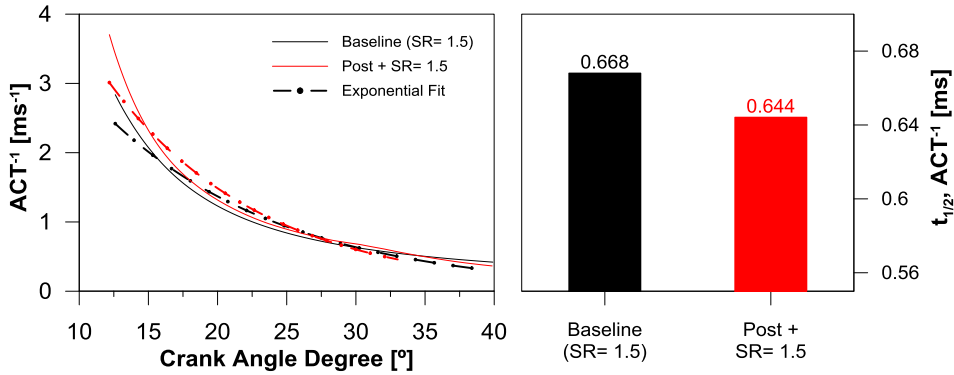 ACT⁻¹ [ms⁻¹]
4
3
2
1
0
Baseline (SR= 1.5)
Post + SR= 1.5
Exponential Fit
10 15 20 25 30 35 40
Crank Angle Degree [º]
0.668
0.644
Baseline
(SR= 1.5)
Post +
SR= 1.5
0.68
0.64
0.6
0.56
t1/2, ACT⁻¹ [ms]